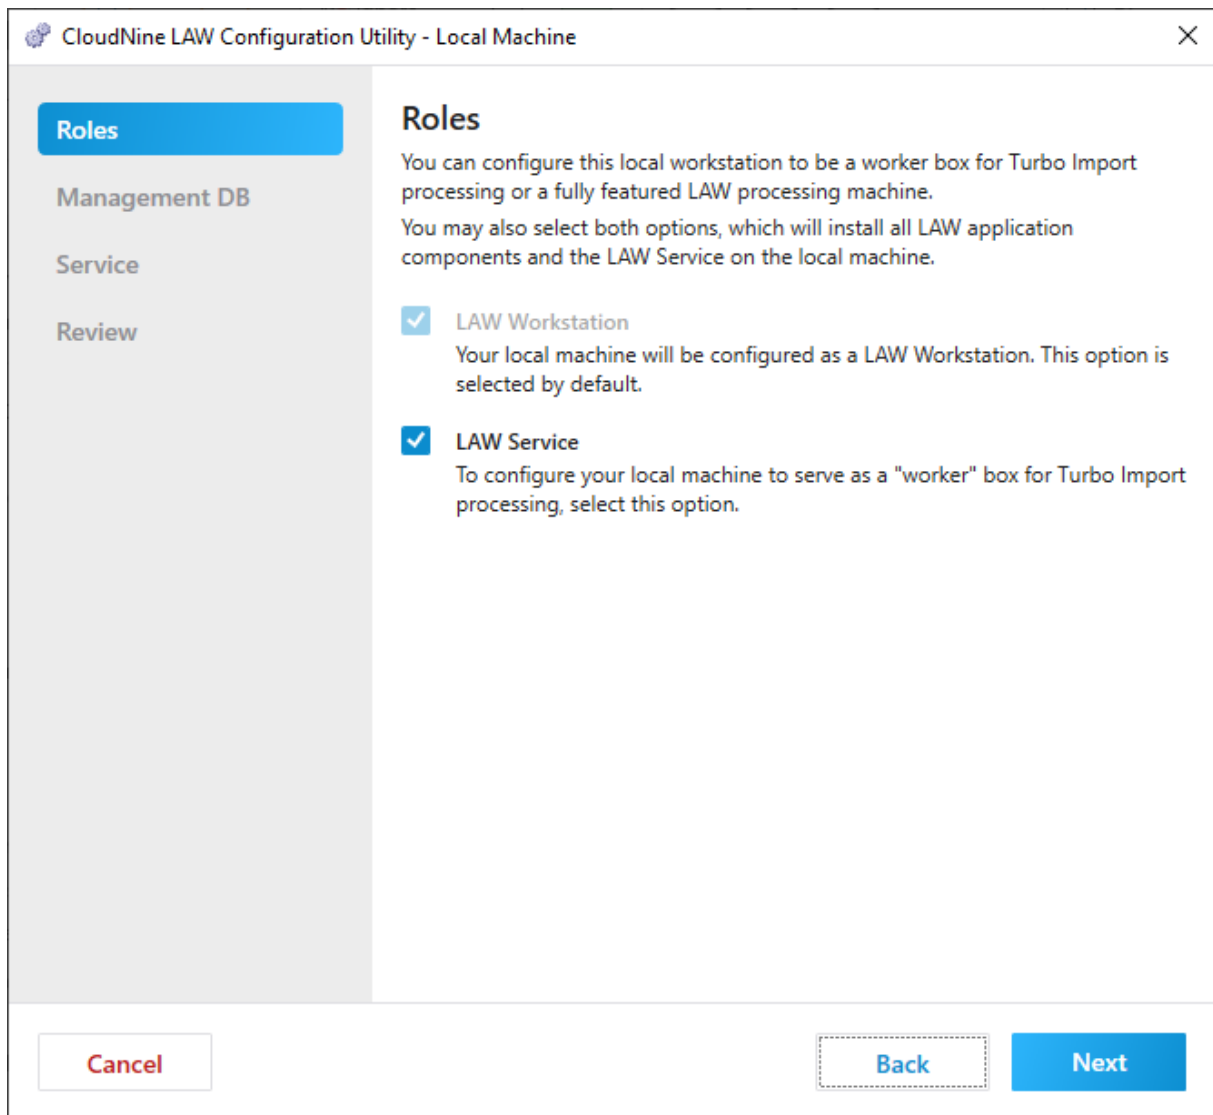 CloudNine LAW Configuration Utility - Local Machine
Roles
Management DB
Service
Review
Roles
You can configure this local workstation to be a worker box for Turbo Import
processing or a fully featured LAW processing machine.
You may also select both options, which will install all LAW application
components and the LAW Service on the local machine.
LAW Workstation
Your local machine will be configured as a LAW Workstation. This option is
selected by default.
LAW Service
To configure your local machine to serve as a "worker" box for Turbo Import
processing, select this option.
Cancel
Back
Next